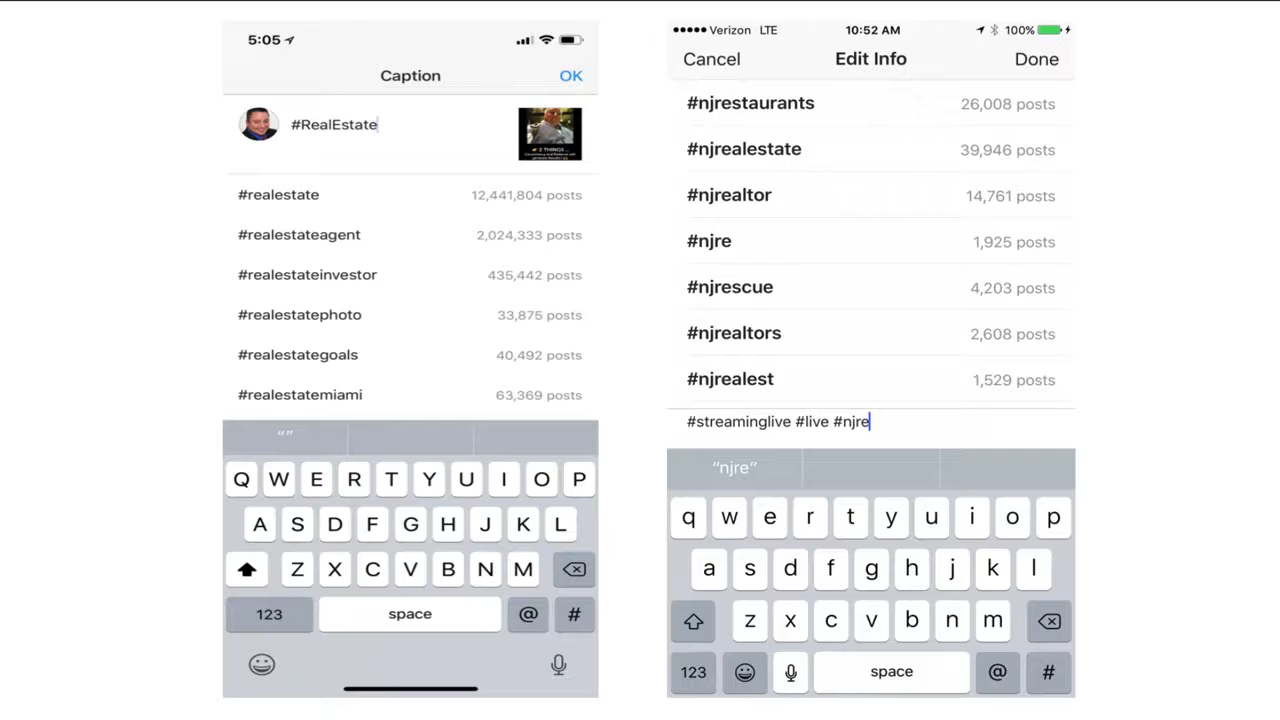 5:05
Caption
OK
#RealEstate
#realestate 12,441,804 posts
#realestateagent 2,024,333 posts
#realestateinvestor 435,442 posts
#realestatephoto 33,875 posts
#realestategoals 40,492 posts
#realestatemiami 63,369 posts
“”
Q W E R T Y U I O P
A S D F G H J K L
Z X C V B N M
123 space @ #
Verizon LTE 10:52 AM 100%
Cancel Edit Info Done
#njrestaurants 26,008 posts
#njrealestate 39,946 posts
#njrealtor 14,761 posts
#njre 1,925 posts
#njrescue 4,203 posts
#njrealtors 2,608 posts
#njrealest 1,529 posts
#streaminglive #live #njre
“njre”
q w e r t y u i o p
a s d f g h j k l
z x c v b n m
123 space @ #